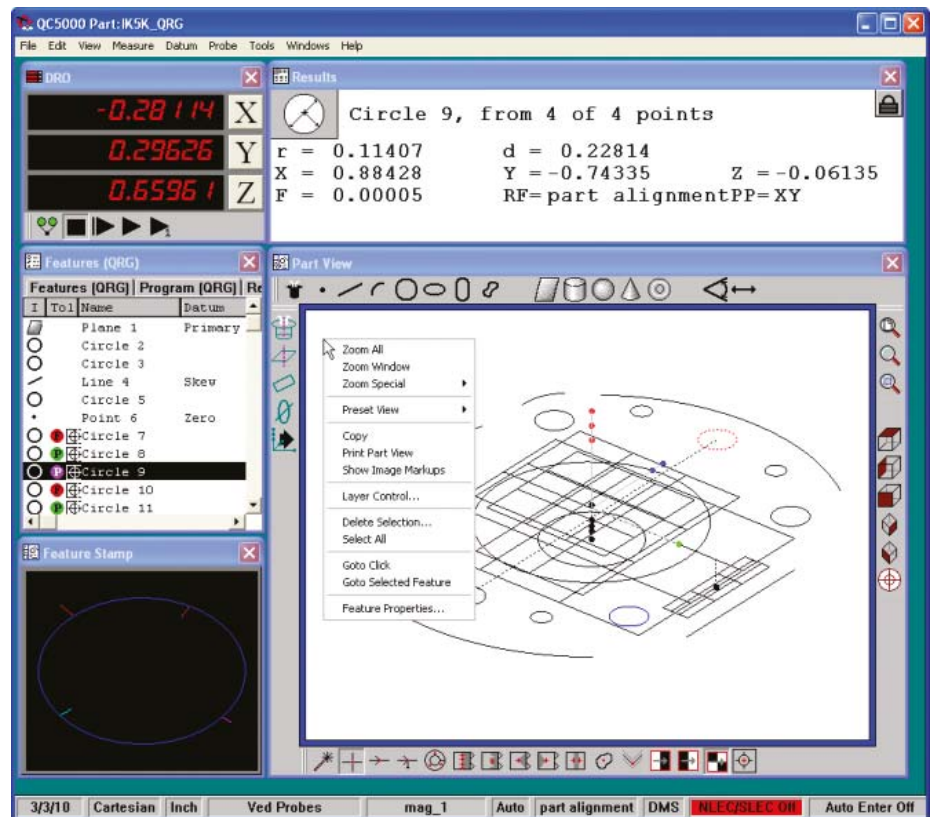 QC5000 Part:IK5K_QRG
File Edit View Measure Datum Probe Tools Windows Help
DRO
-0.28114 X
0.29626 Y
0.65961 Z
Results
Circle 9, from 4 of 4 points
r = 0.11407 d = 0.22814
X = 0.88428 Y =-0.74335 Z =-0.06135
F = 0.00005 RF=part alignmentPP=XY
Features (QRG)
Features (QRG) Program (QRG) Re
I Tol Name Datum
Plane 1 Primary
Circle 2
Circle 3
Line 4 Skew
Circle 5
Point 6 Zero
F Circle 7
P Circle 8
P Circle 9
F Circle 10
P Circle 11
Feature Stamp
Part View
Zoom All
Zoom Window
Zoom Special
Preset View
Copy
Print Part View
Show Image Markups
Layer Control...
Delete Selection...
Select All
Goto Click
Goto Selected Feature
Feature Properties...
3/3/10 Cartesian Inch Ved Probes mag_1 Auto part alignment DMS NLEC/SLEC Off Auto Enter Off